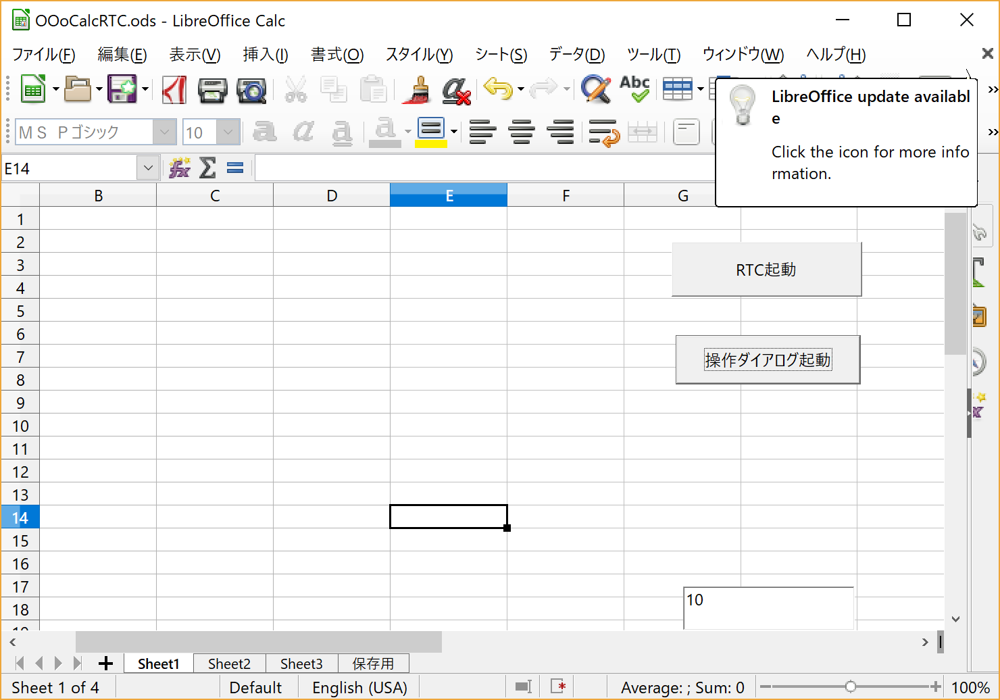 OOoCalcRTC.ods - LibreOffice Calc
ファイル(F) 編集(E) 表示(V) 挿入(I) 書式(O) スタイル(Y) シート(S) データ(D) ツール(T) ウィンドウ(W) ヘルプ(H)
Abc
LibreOffice update availabl
e
Click the icon for more info
rmation.
ＭＳ Ｐゴシック 10 a a a a
E14
B C D E F G
1
2
RTC起動
3
4
5
6
操作ダイアログ起動
7
8
9
10
11
12
13
14
15
16
17
10
18
19
Sheet1 Sheet2 Sheet3 保存用
Sheet 1 of 4 Default English (USA) Average: ; Sum: 0 100%